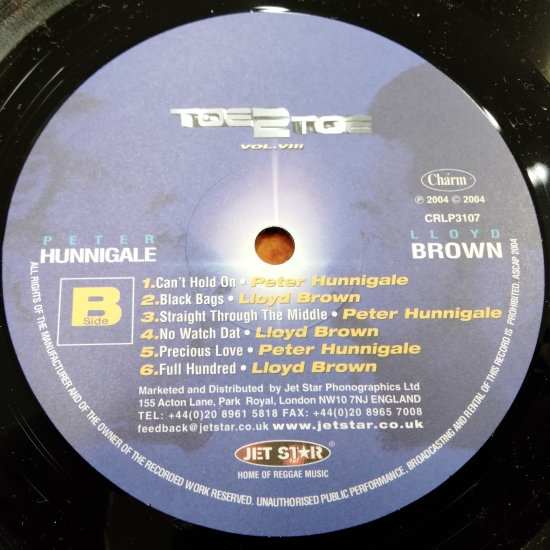 TOE 2 TOE
VOL.VIII
Charm
℗ 2004 © 2004
CRLP3107
PETER
HUNNIGALE
LLOYD
BROWN
B
Side
1.Can't Hold On • Peter Hunnigale
2.Black Bags • Lloyd Brown
3.Straight Through The Middle • Peter Hunnigale
4.No Watch Dat • Lloyd Brown
5.Precious Love • Peter Hunnigale
6.Full Hundred • Lloyd Brown
Marketed and Distributed by Jet Star Phonographics Ltd
155 Acton Lane, Park Royal, London NW10 7NJ ENGLAND
TEL: +44(0)20 8961 5818 FAX: +44(0)20 8965 7008
feedback@jetstar.co.uk www.jetstar.co.uk
JET STAR
HOME OF REGGAE MUSIC
ALL RIGHTS OF THE MANUFACTURER AND OF THE OWNER OF THE RECORDED WORK RESERVED. UNAUTHORISED PUBLIC PERFORMANCE, BROADCASTING AND RENTAL OF THIS RECORD IS PROHIBITED. ASCAP 2004